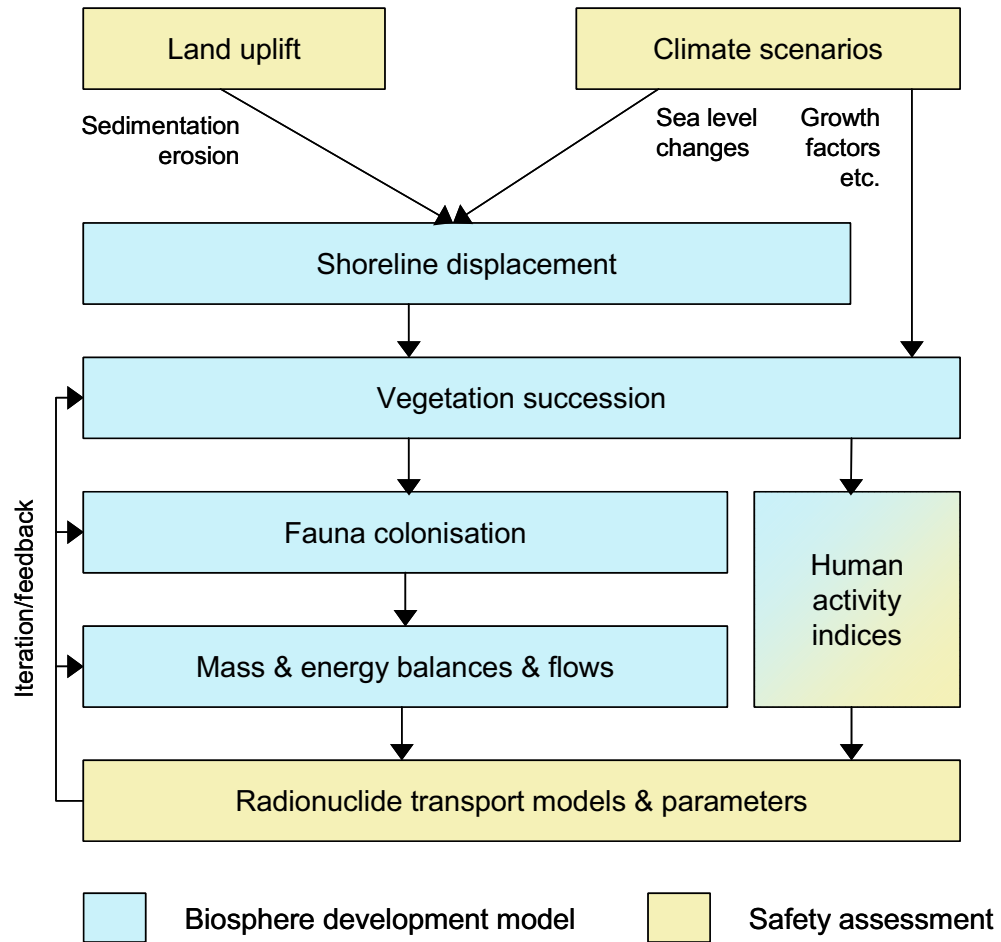 Land uplift
Climate scenarios
Sedimentation
erosion
Sea level
changes
Growth
factors
etc.
Shoreline displacement
Vegetation succession
Iteration/feedback
Fauna colonisation
Human
activity
indices
Mass & energy balances & flows
Radionuclide transport models & parameters
Biosphere development model
Safety assessment